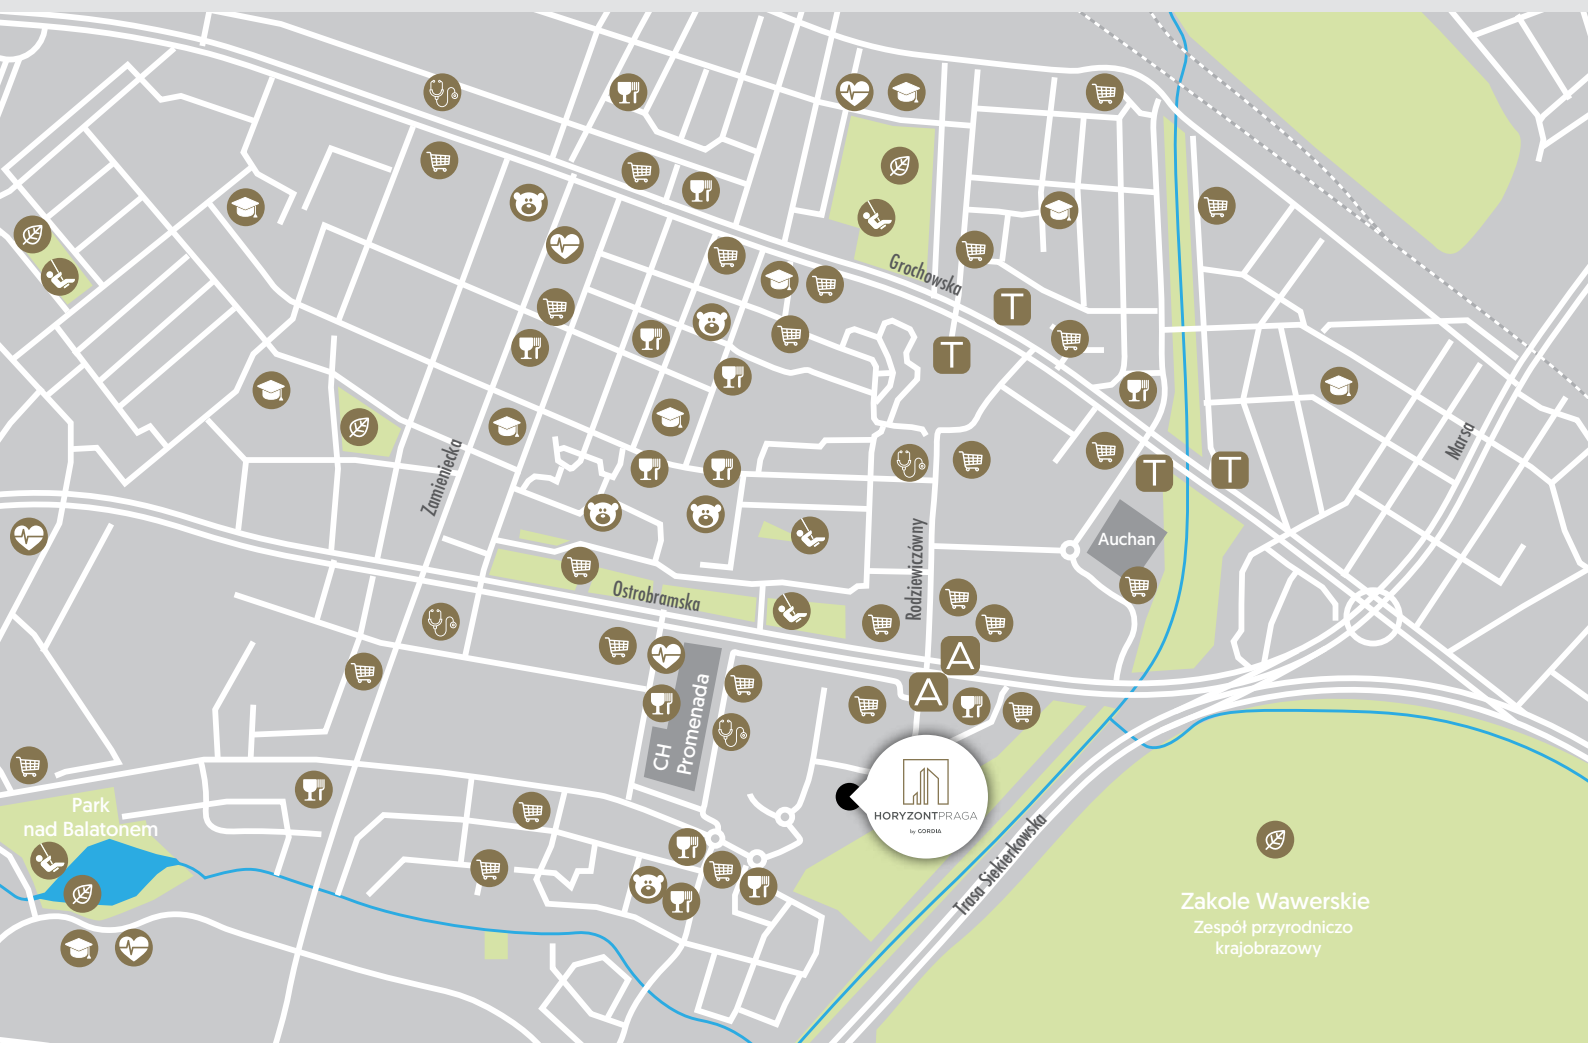 Grochowska
T
T
Zamieniecka
Marsa
T
T
Auchan
Rodziewiczówny
Ostrobramska
A
A
CH
Promenada
HORYZONTPRAGA
by CORDIA
Park
nad Balatonem
Trasa Siekierkowska
Zakole Wawerskie
Zespół przyrodniczo
krajobrazowy